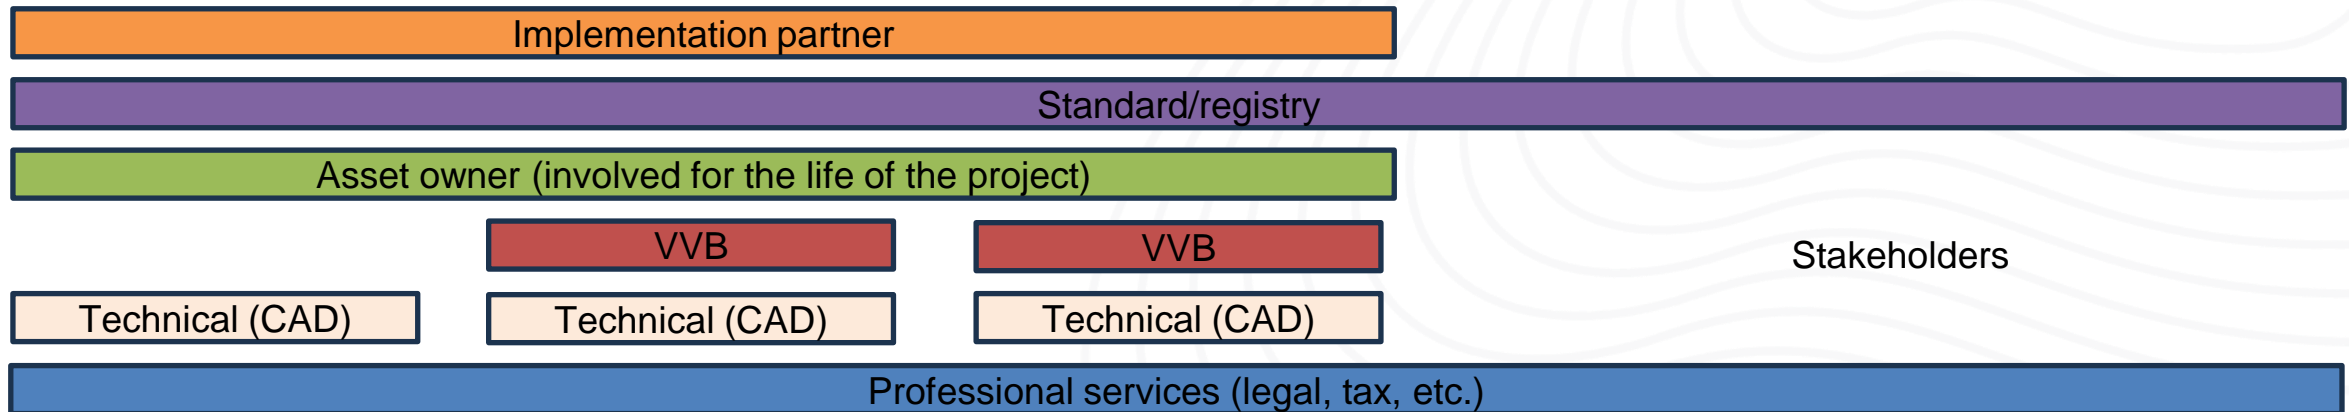 Implementation partner
Standard/registry
Asset owner (involved for the life of the project)
VVB
VVB
Stakeholders
Technical (CAD)
Technical (CAD)
Technical (CAD)
Professional services (legal, tax, etc.)